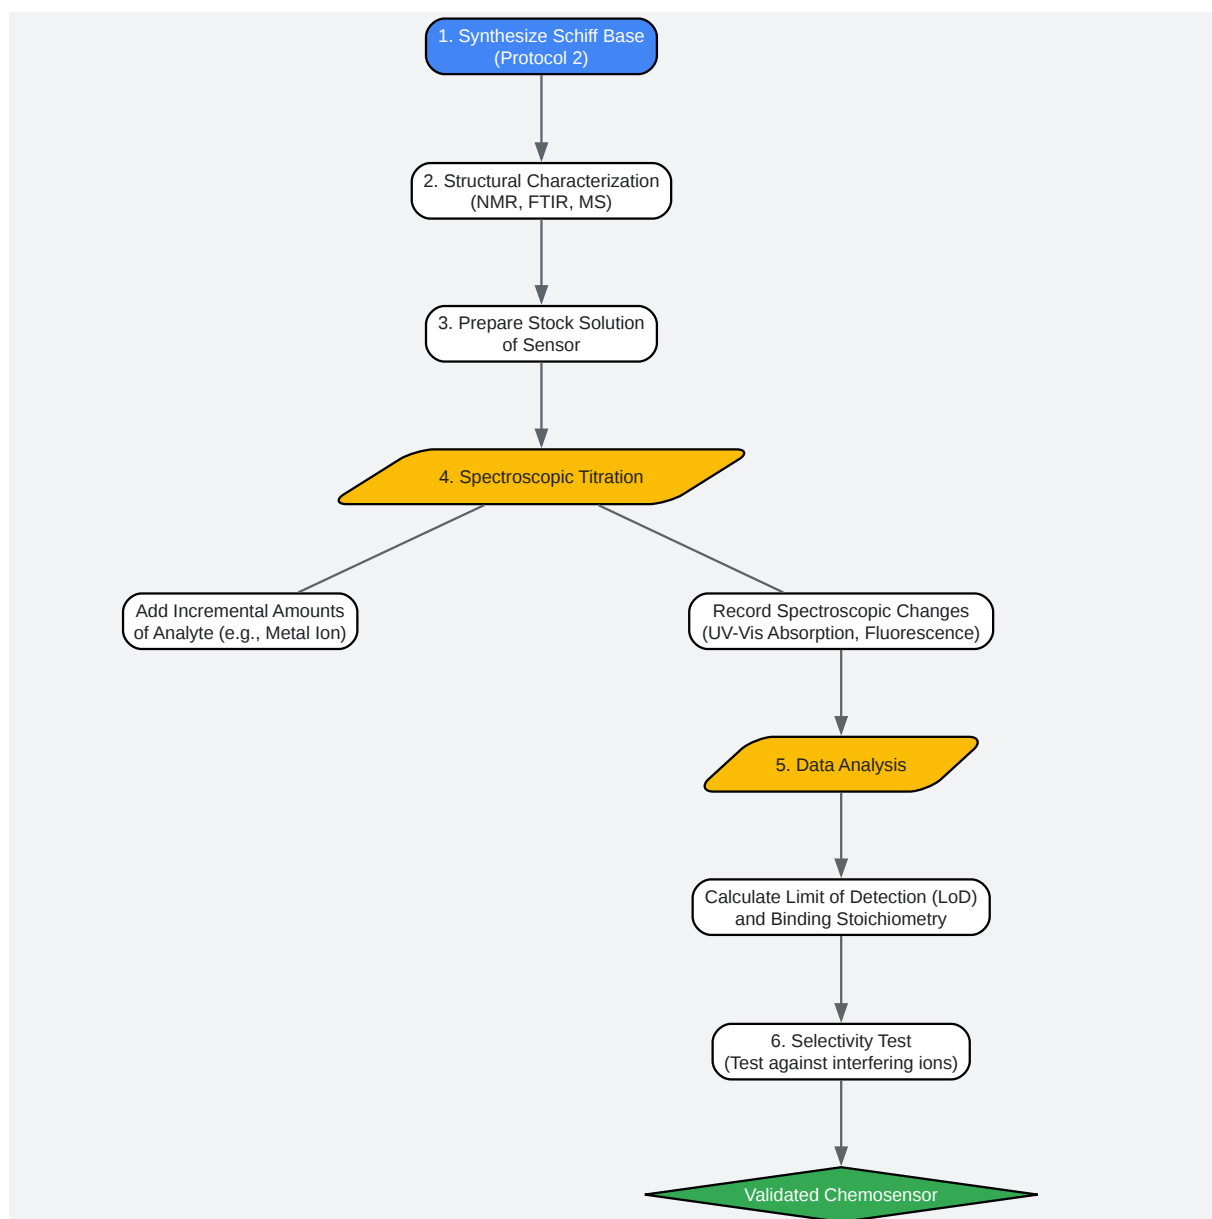 1. Synthesize Schiff Base
(Protocol 2)
2. Structural Characterization
(NMR, FTIR, MS)
3. Prepare Stock Solution
of Sensor
4. Spectroscopic Titration
Add Incremental Amounts
of Analyte (e.g., Metal Ion)
Record Spectroscopic Changes
(UV-Vis Absorption, Fluorescence)
5. Data Analysis
Calculate Limit of Detection (LoD)
and Binding Stoichiometry
6. Selectivity Test
(Test against interfering ions)
Validated Chemosensor